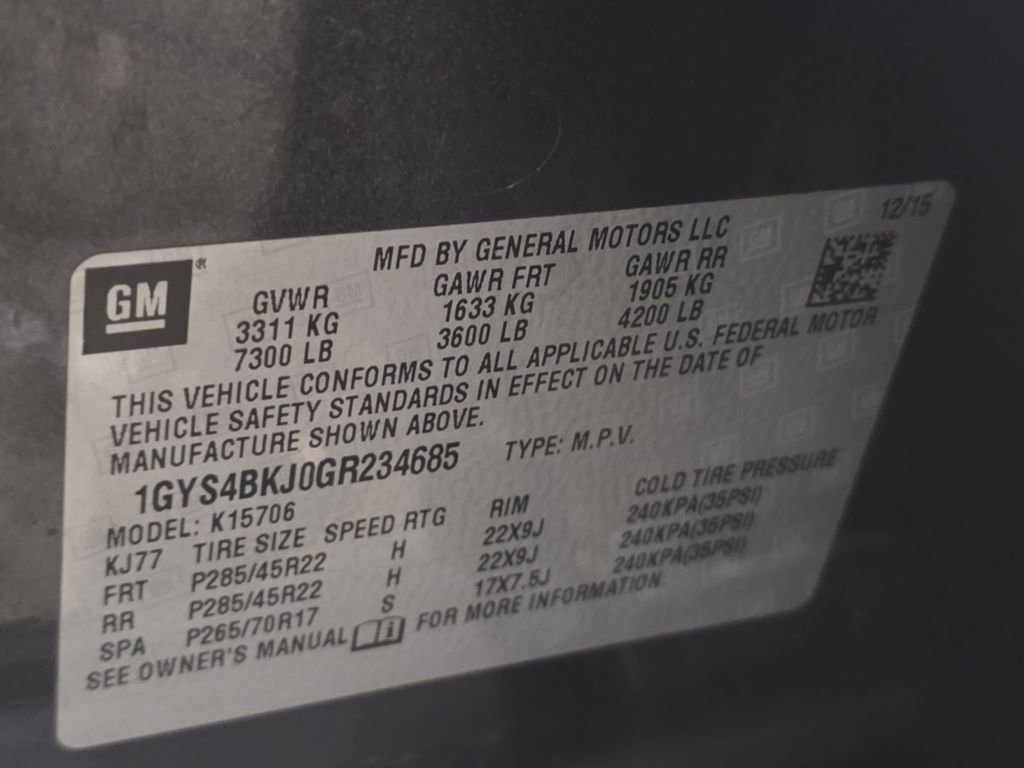 12/15
MFD BY GENERAL MOTORS LLC
GM ®
GVWR GAWR FRT GAWR RR
3311 KG 1633 KG 1905 KG
7300 LB 3600 LB 4200 LB
THIS VEHICLE CONFORMS TO ALL APPLICABLE U.S. FEDERAL MOTOR
VEHICLE SAFETY STANDARDS IN EFFECT ON THE DATE OF
MANUFACTURE SHOWN ABOVE.
1GYS4BKJ0GR234685 TYPE: M.P.V.
MODEL: K15706
KJ77 TIRE SIZE SPEED RTG RIM COLD TIRE PRESSURE
FRT P285/45R22 H 22X9J 240KPA(35PSI)
RR P285/45R22 H 22X9J 240KPA(35PSI)
SPA P265/70R17 S 17X7.5J 240KPA(35PSI)
SEE OWNER'S MANUAL FOR MORE INFORMATION.